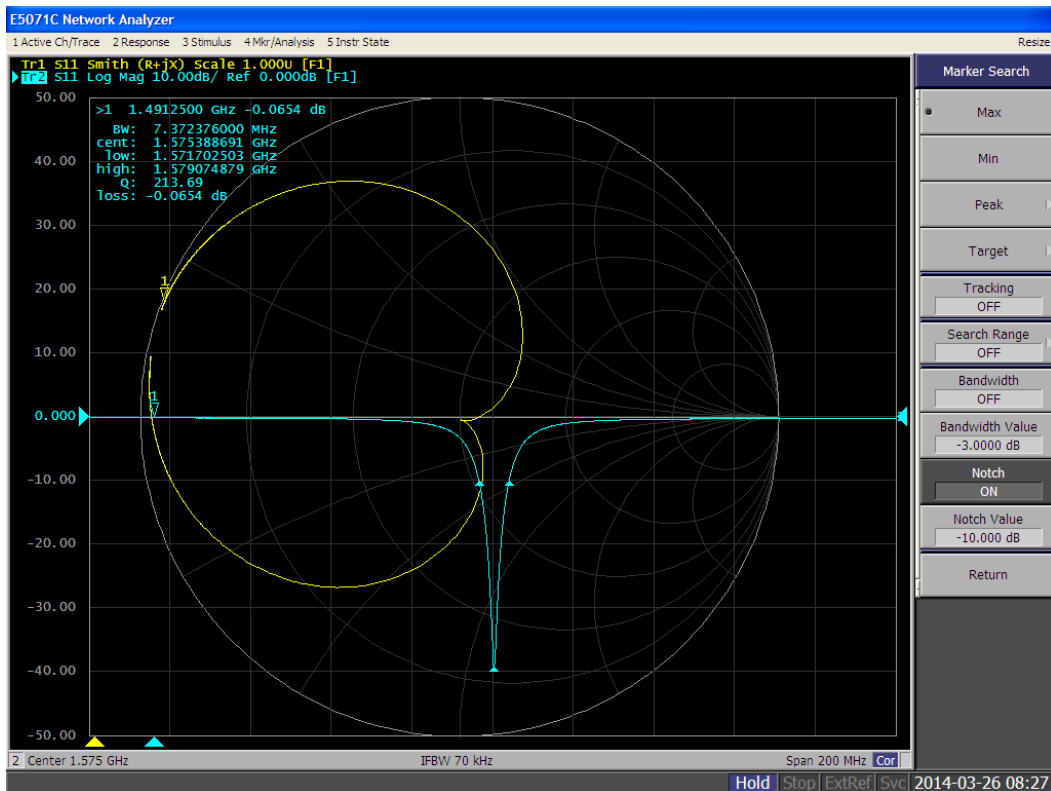 E5071C Network Analyzer
1 Active Ch/Trace 2 Response 3 Stimulus 4 Mkr/Analysis 5 Instr State
Resize
Tr1 S11 Smith (R+jX) Scale 1.000U [F1]
Tr2 S11 Log Mag 10.00dB/ Ref 0.000dB [F1]
50.00
40.00
30.00
20.00
10.00
0.000
-10.00
-20.00
-30.00
-40.00
-50.00
>1 1.4912500 GHz -0.0654 dB
BW: 7.372376000 MHz
cent: 1.575388691 GHz
low: 1.571702503 GHz
high: 1.579074879 GHz
Q: 213.69
loss: -0.0654 dB
1
1
Marker Search
Max
Min
Peak
Target
Tracking
OFF
Search Range
OFF
Bandwidth
OFF
Bandwidth Value
-3.0000 dB
Notch
ON
Notch Value
-10.000 dB
Return
2 Center 1.575 GHz IFBW 70 kHz Span 200 MHz Cor
Hold Stop ExtRef Svc 2014-03-26 08:27